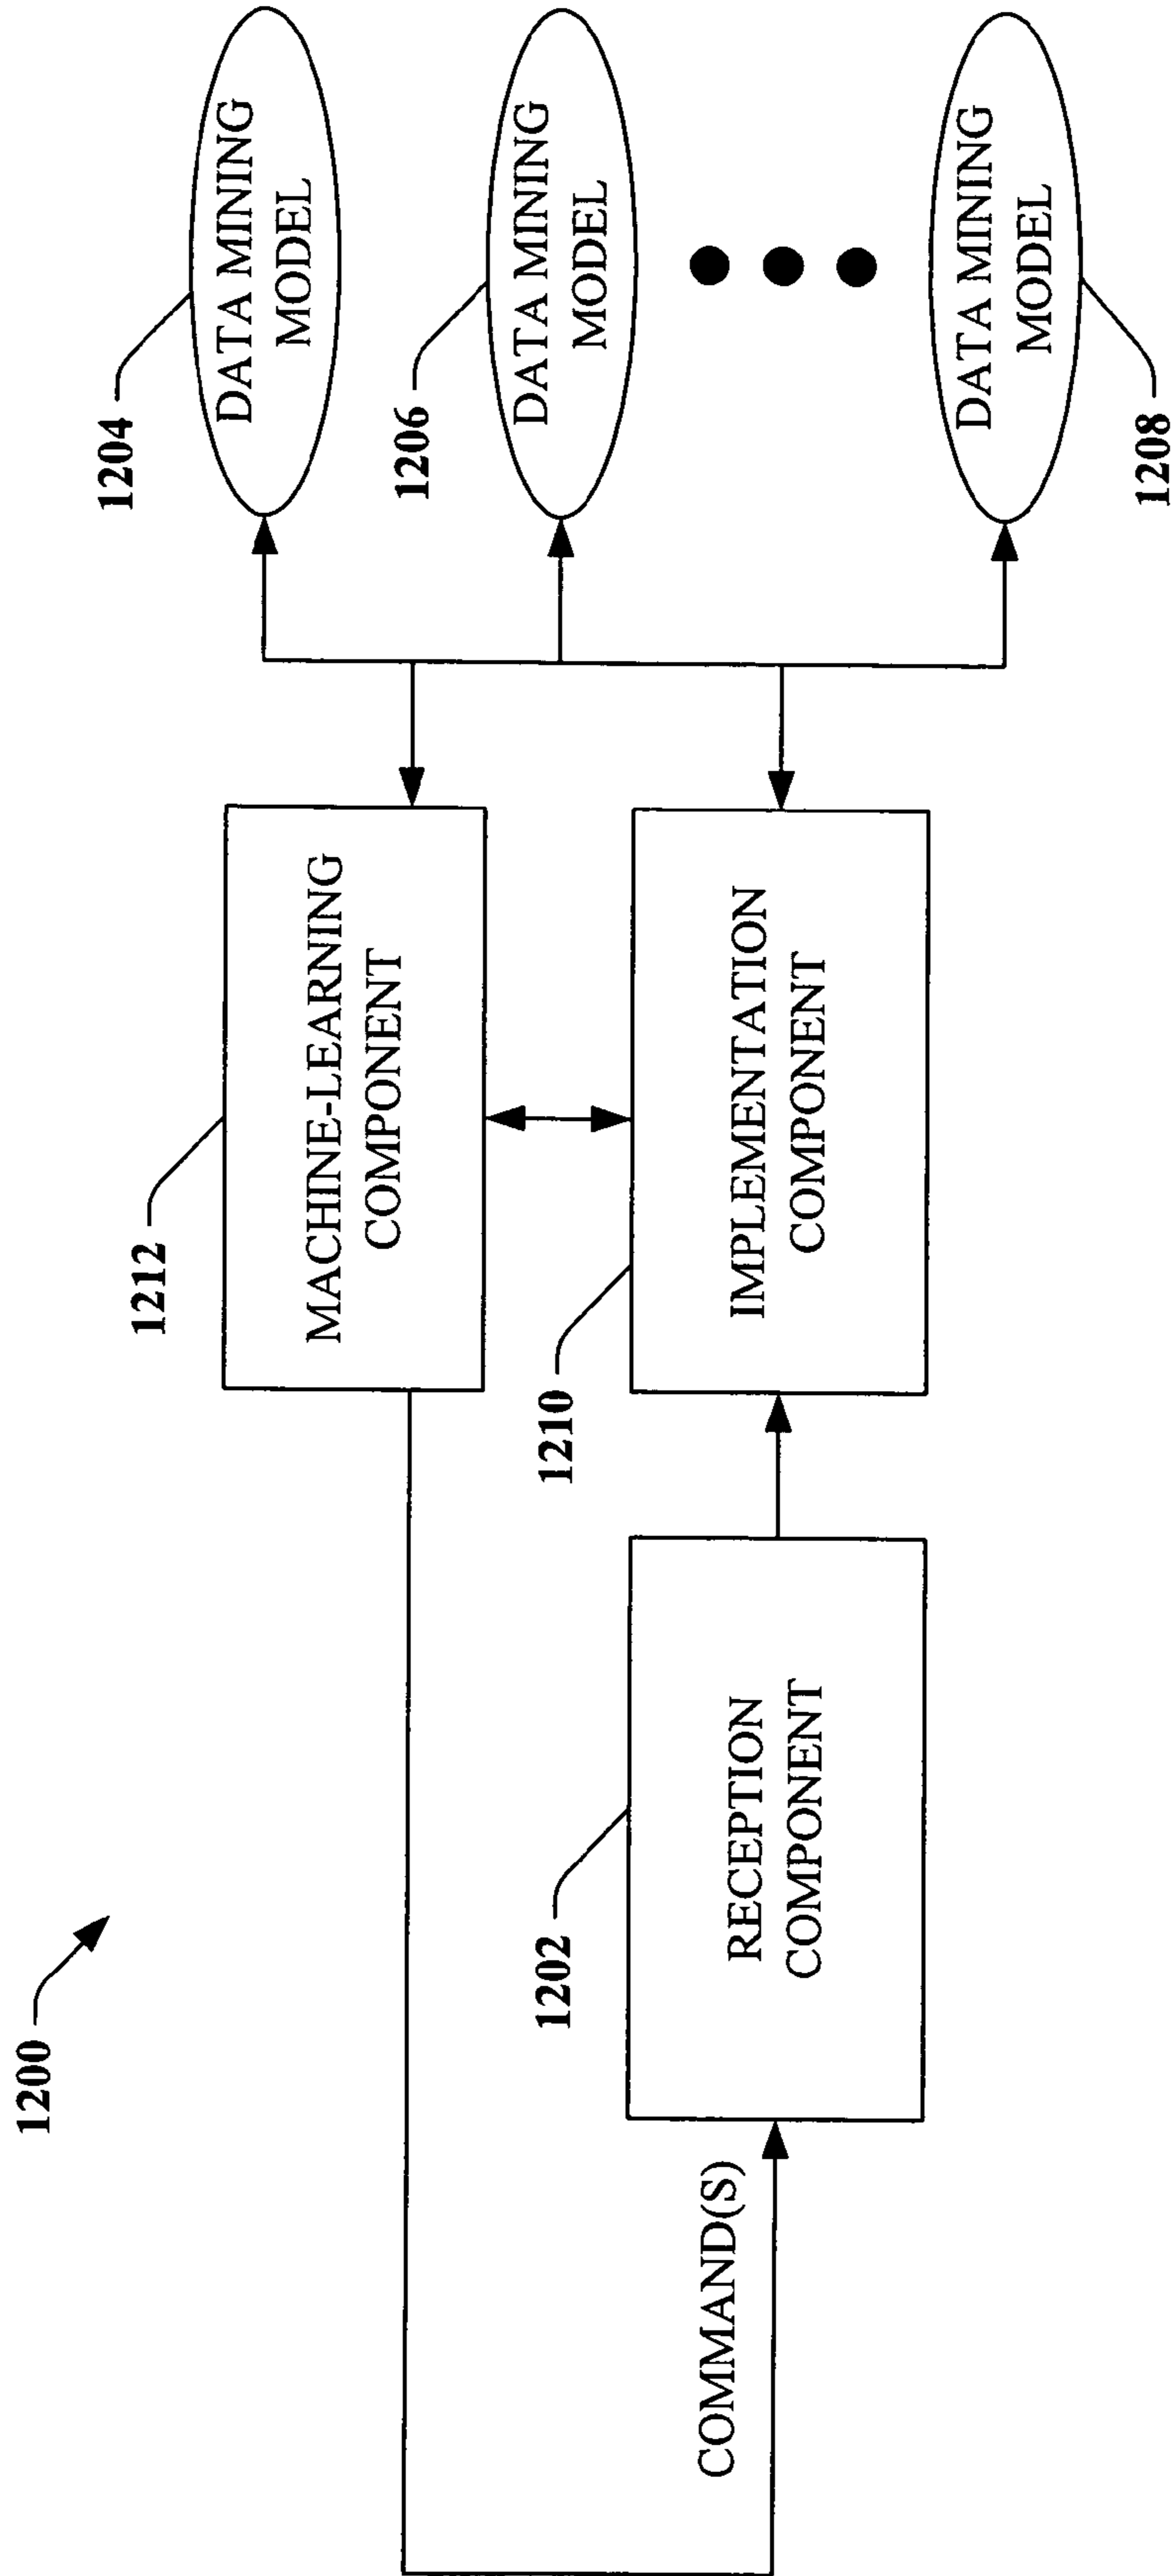 1200
1204
DATA MINING
MODEL
1212
MACHINE-LEARNING
COMPONENT
1206
DATA MINING
MODEL
COMMAND(S)
1202
RECEPTION
COMPONENT
1210
IMPLEMENTATION
COMPONENT
DATA MINING
MODEL
1208